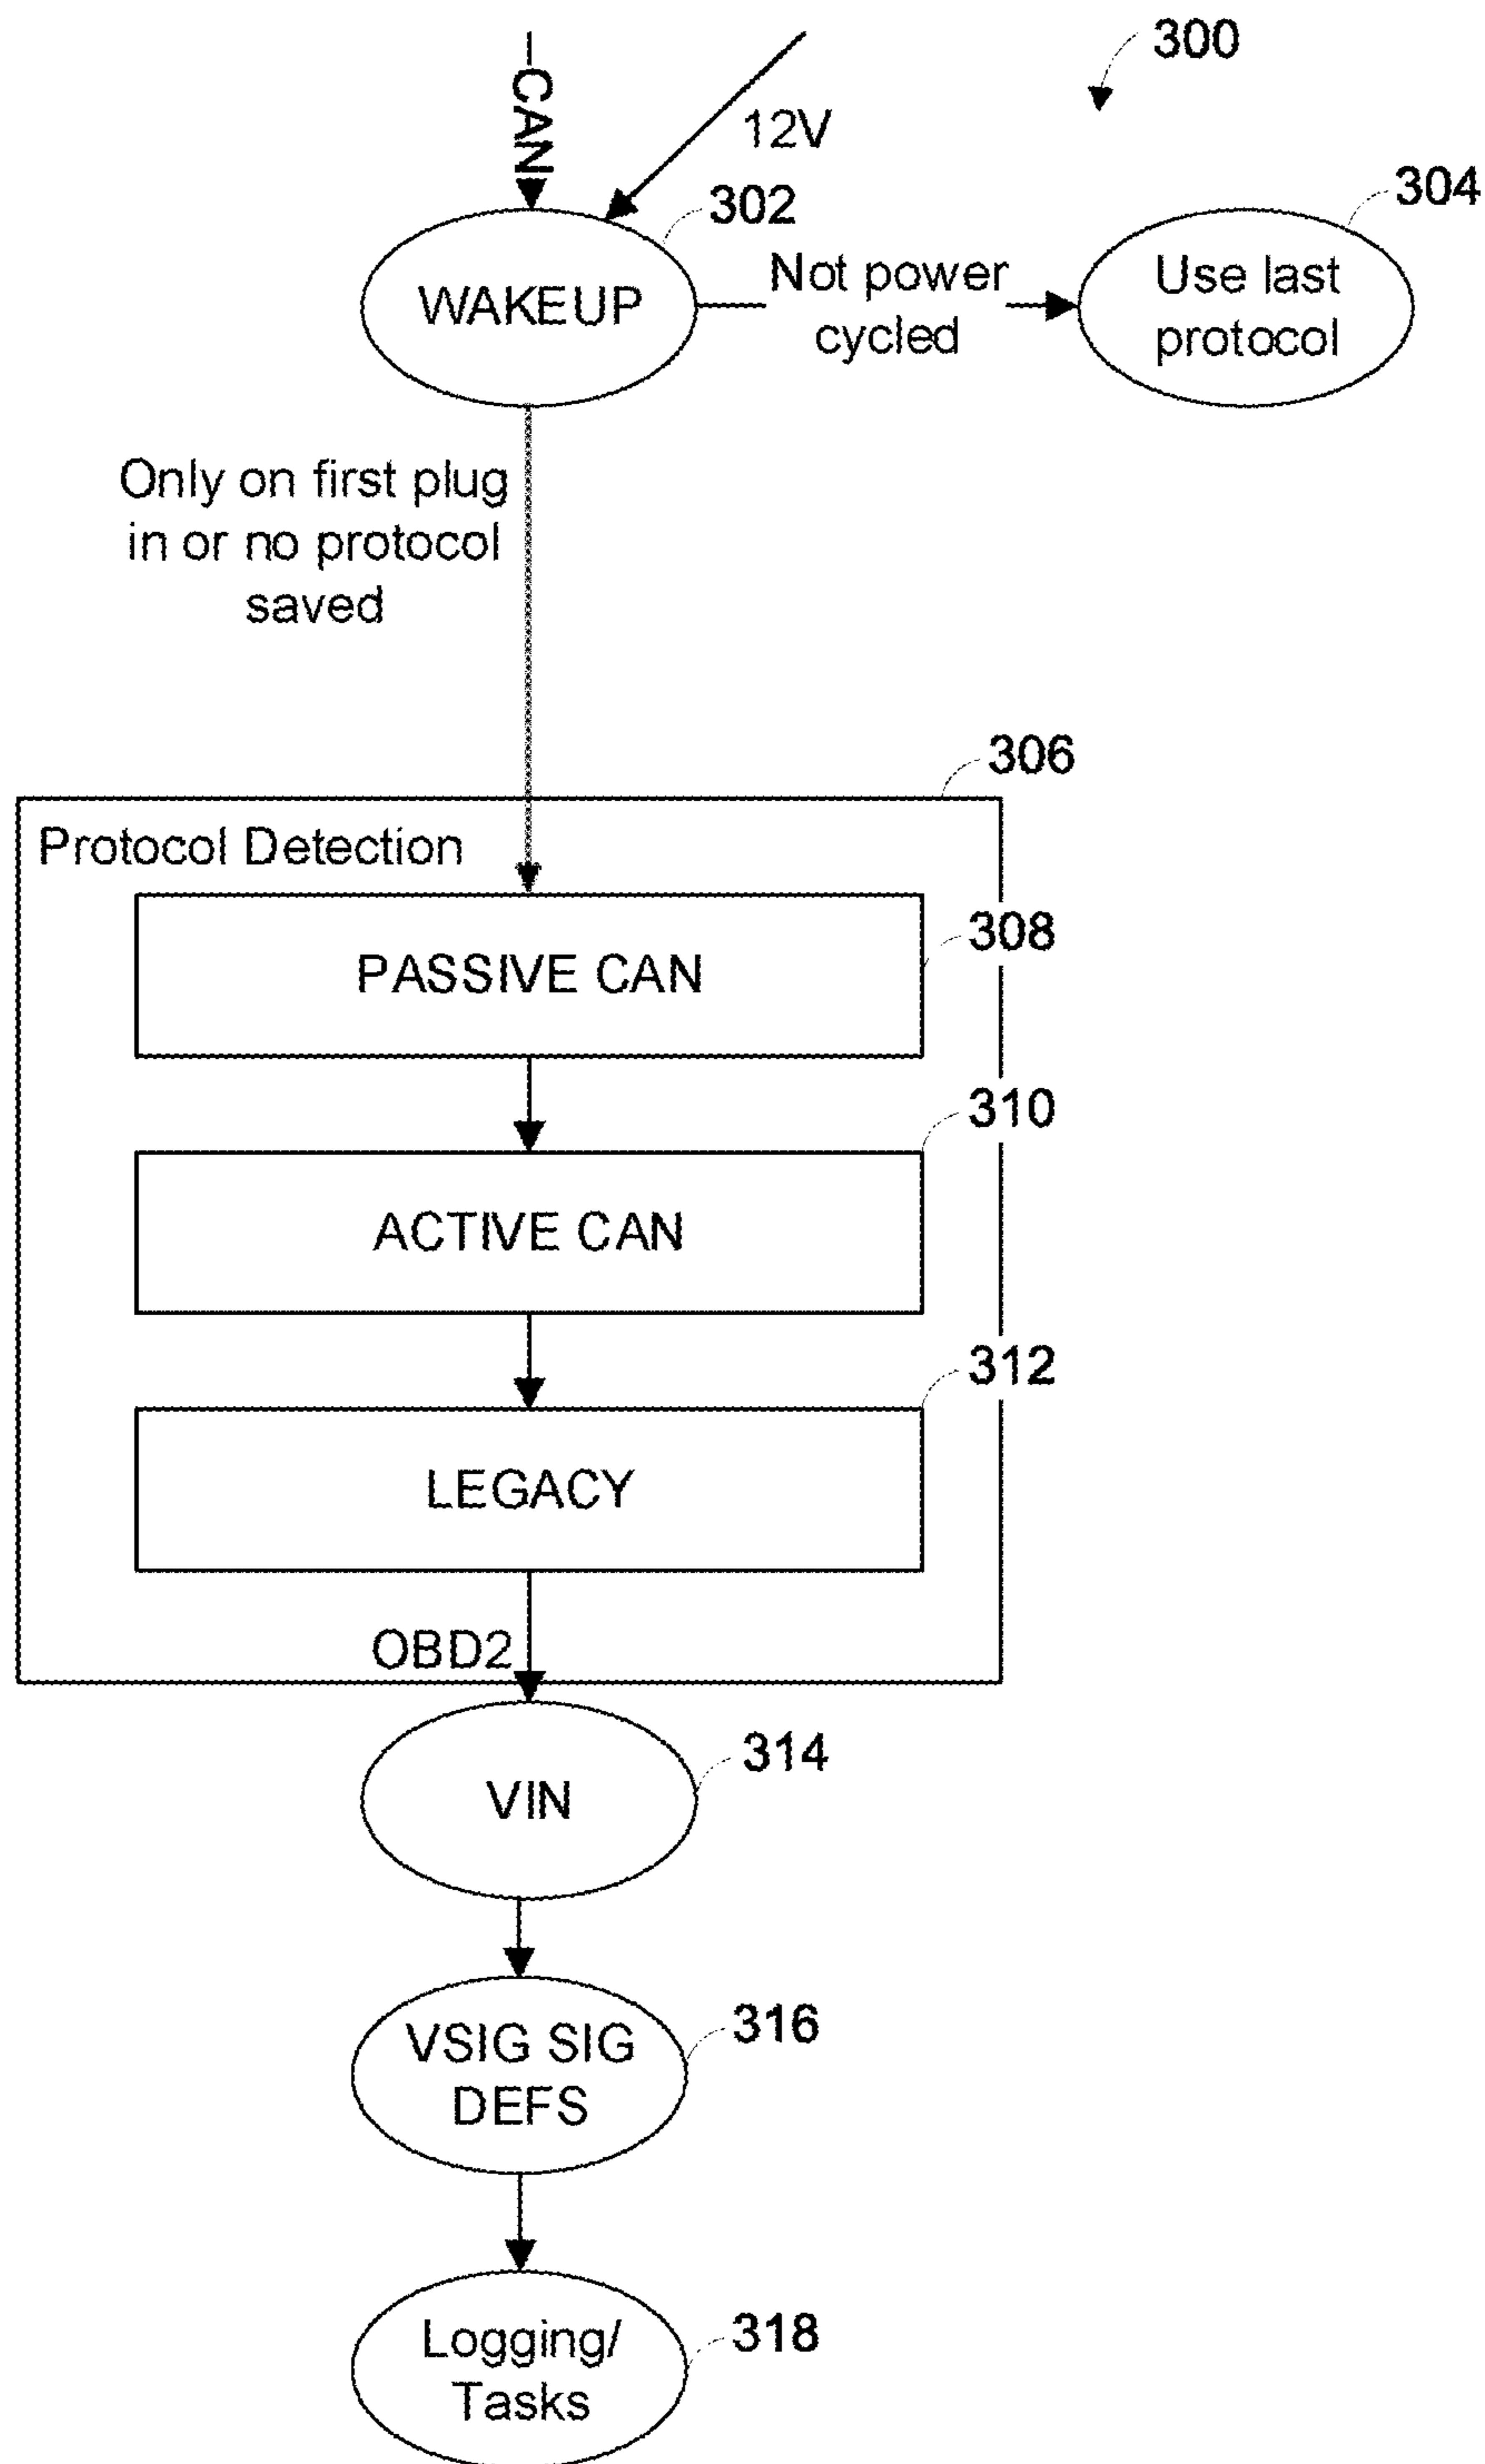 300
CAN
12V
302
304
WAKEUP
Not power
cycled
Use last
protocol
Only on first plug
in or no protocol
saved
306
Protocol Detection
308
PASSIVE CAN
310
ACTIVE CAN
312
LEGACY
OBD2
314
VIN
316
VSIG SIG
DEFS
318
Logging/
Tasks